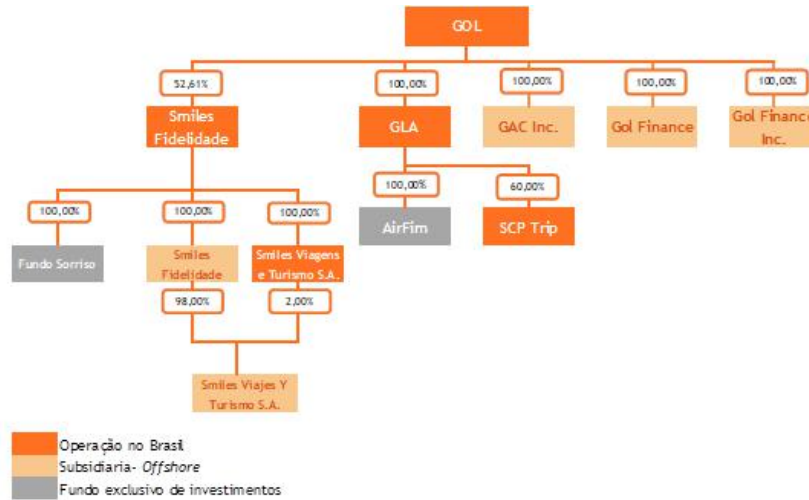 GOL
52,61%
100,00%
100,00%
100,00%
100,00%
Smiles
Fidelidade
GLA
GAC Inc.
Gol Finance
Gol Finance
Inc.
100,00%
100,00%
100,00%
100,00%
60,00%
Fundo Sorriso
Smiles
Fidelidade
Smiles Viagens
e Turismo S.A.
AirFim
SCP Trip
98,00%
2,00%
Smiles Viajes Y
Turismo S.A.
Operação no Brasil
Subsidiaria- Offshore
Fundo exclusivo de investimentos